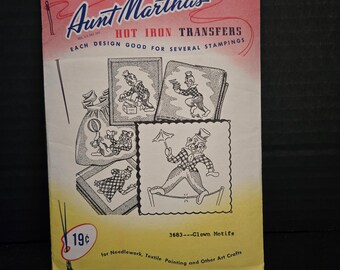 Aunt Martha's
HOT IRON TRANSFERS
EACH DESIGN GOOD FOR SEVERAL STAMPINGS
3683---Clown Motifs
19¢
for Needlework, Textile Painting and Other Art Crafts